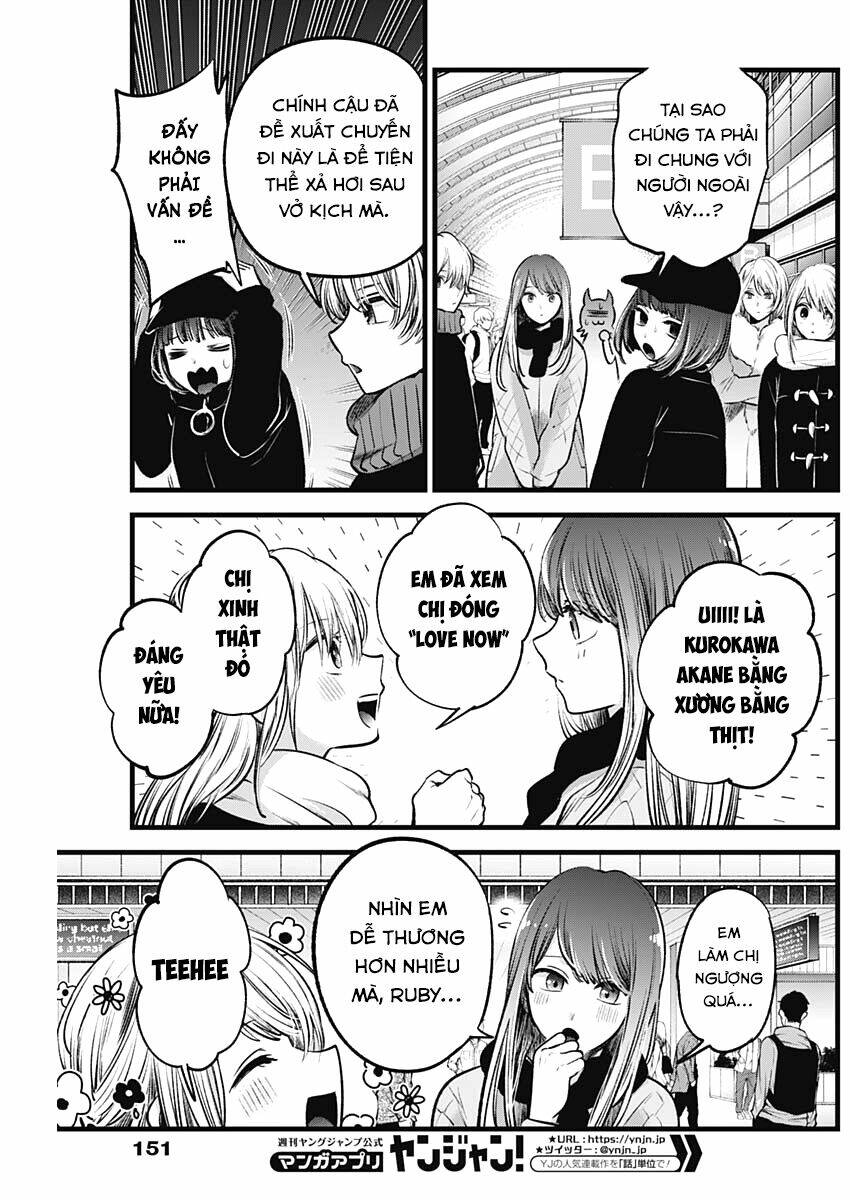 TẠI SAO
CHÚNG TA PHẢI
ĐI CHUNG VỚI
NGƯỜI NGOÀI
VẬY...?
CHÍNH CẬU ĐÃ
ĐỀ XUẤT CHUYẾN
ĐI NÀY LÀ ĐỂ TIỆN
THỂ XẢ HƠI SAU
VỞ KỊCH MÀ.
ĐẤY
KHÔNG
PHẢI
VẤN ĐỀ
...
UIIII! LÀ
KUROKAWA
AKANE BẰNG
XƯƠNG BẰNG
THỊT!
EM ĐÃ XEM
CHỊ ĐÓNG
“LOVE NOW”
CHỊ
XINH
THẬT
ĐÓ
ĐÁNG
YÊU
NỮA!
EM
LÀM CHỊ
NGƯỢNG
QUÁ...
NHÌN EM
DỄ THƯƠNG
HƠN NHIỀU
MÀ, RUBY...
TEEHEE
151
週刊ヤングジャンプ公式
マンガアプリ
ヤンジャン!
★URL:https://ynjn.jp
★ツイッター:@ynjn_jp
YJの人気連載作を「話」単位で!